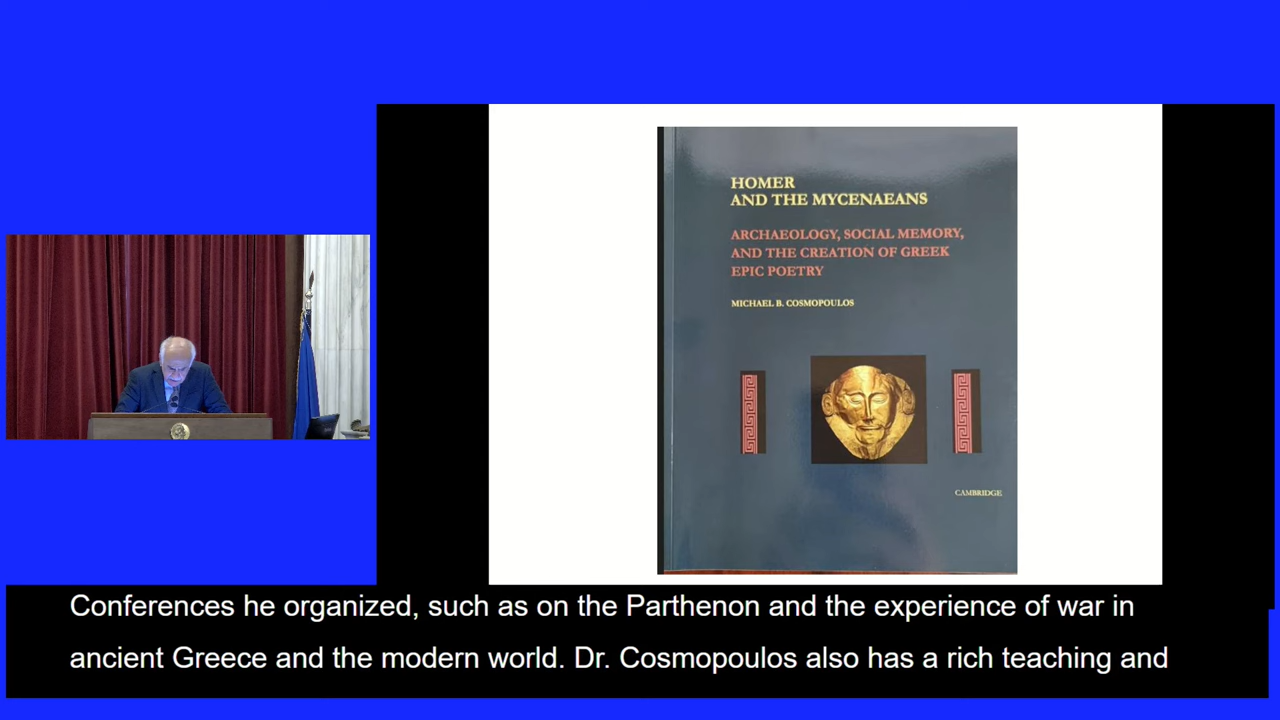 HOMER
AND THE MYCENAEANS
ARCHAEOLOGY, SOCIAL MEMORY,
AND THE CREATION OF GREEK
EPIC POETRY
MICHAEL B. COSMOPOULOS
CAMBRIDGE
Conferences he organized, such as on the Parthenon and the experience of war in
ancient Greece and the modern world. Dr. Cosmopoulos also has a rich teaching and